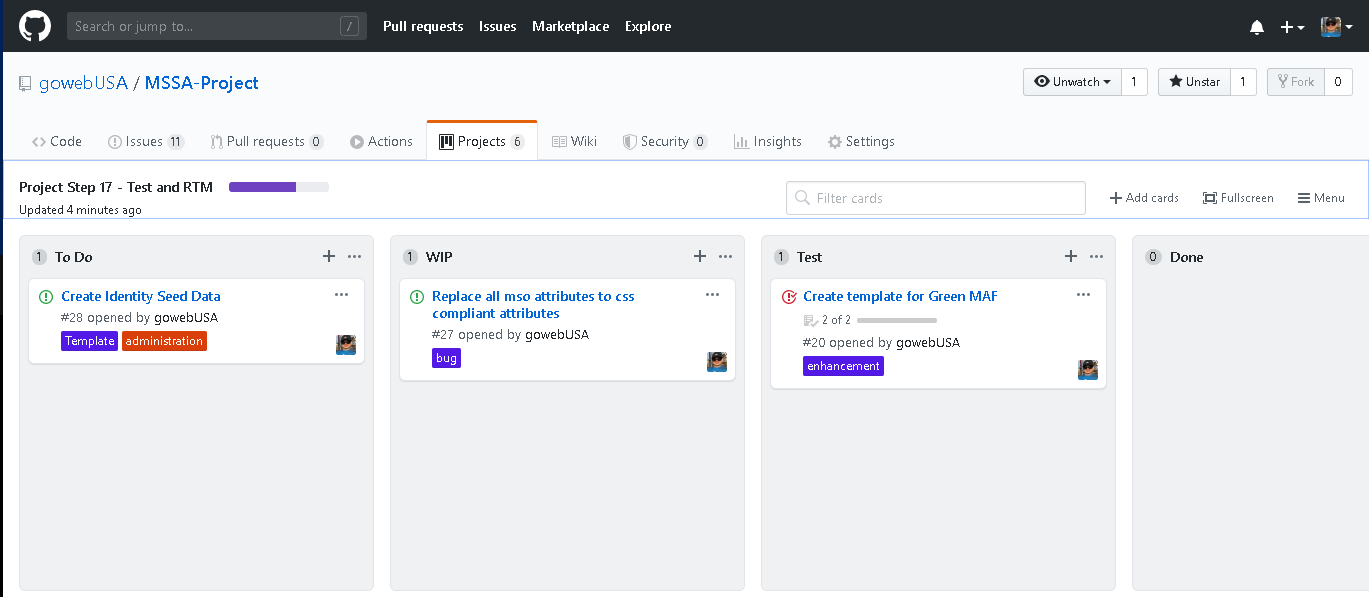 Search or jump to... / Pull requests Issues Marketplace Explore
gowebUSA / MSSA-Project Unwatch 1 Unstar 1 Fork 0
Code Issues 11 Pull requests 0 Actions Projects 6 Wiki Security 0 Insights Settings
Project Step 17 - Test and RTM
Updated 4 minutes ago
Filter cards Add cards Fullscreen Menu
1 To Do
Create Identity Seed Data
#28 opened by gowebUSA
Template administration
1 WIP
Replace all mso attributes to css
compliant attributes
#27 opened by gowebUSA
bug
1 Test
Create template for Green MAF
2 of 2
#20 opened by gowebUSA
enhancement
0 Done